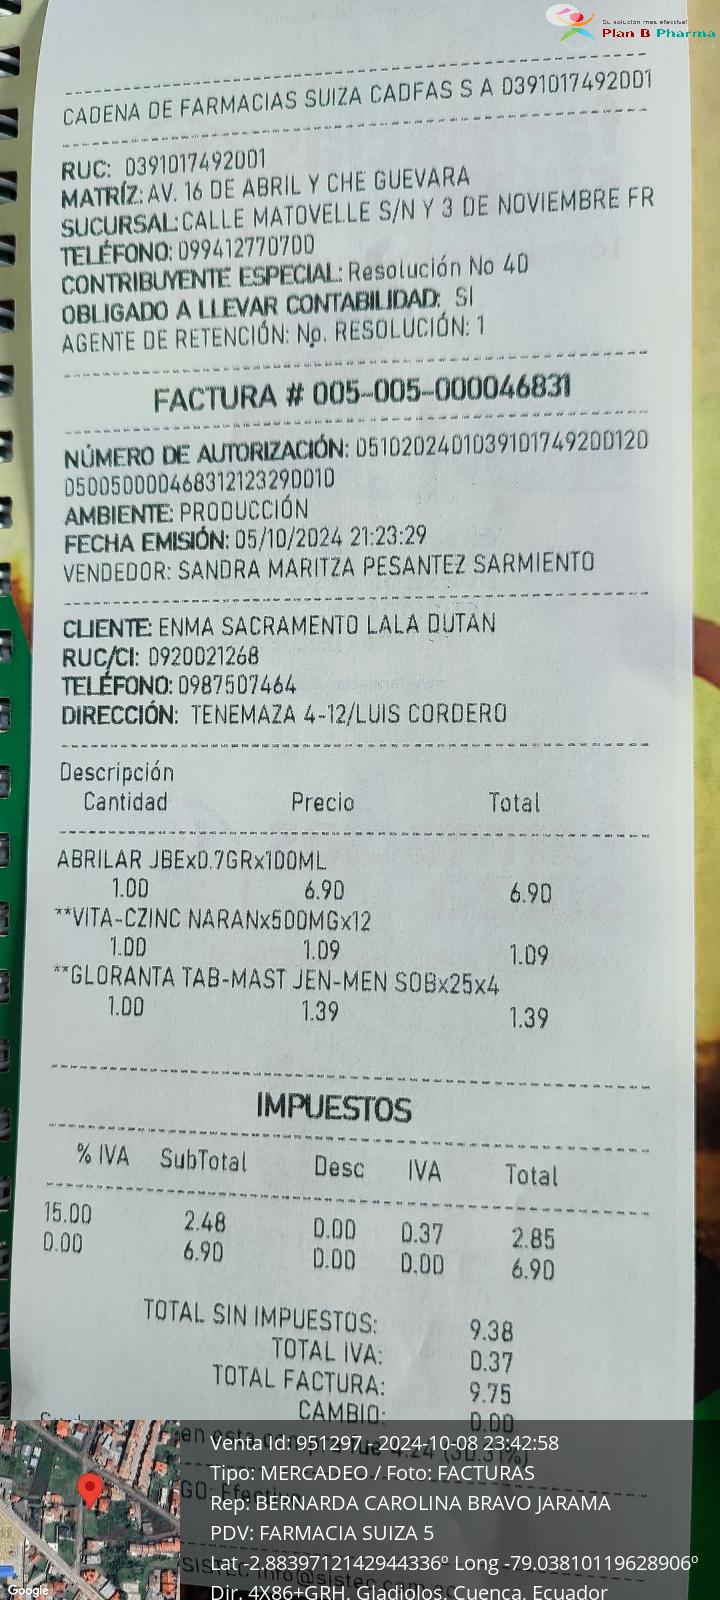 Su solución más efectiva!
Plan B Pharma
CADENA DE FARMACIAS SUIZA CADFAS S A 0391017492001
RUC: 0391017492001
MATRÍZ: AV. 16 DE ABRIL Y CHE GUEVARA
SUCURSAL: CALLE MATOVELLE S/N Y 3 DE NOVIEMBRE FR
TELÉFONO: 099412770700
CONTRIBUYENTE ESPECIAL: Resolución No 40
OBLIGADO A LLEVAR CONTABILIDAD: SI
AGENTE DE RETENCIÓN: No. RESOLUCIÓN: 1
FACTURA # 005-005-000046831
NÚMERO DE AUTORIZACIÓN: 0510202401039101749200120
050050000468312123290010
AMBIENTE: PRODUCCIÓN
FECHA EMISIÓN: 05/10/2024 21:23:29
VENDEDOR: SANDRA MARITZA PESANTEZ SARMIENTO
CLIENTE: ENMA SACRAMENTO LALA DUTAN
RUC/CI: 0920021268
TELÉFONO: 0987507464
DIRECCIÓN: TENEMAZA 4-12/LUIS CORDERO
Descripción
Cantidad Precio Total
ABRILAR JBEx0.7GRx100ML
1.00 6.90 6.90
**VITA-CZINC NARANx500MGx12
1.00 1.09 1.09
**GLORANTA TAB-MAST JEN-MEN SOBx25x4
1.00 1.39 1.39
IMPUESTOS
% IVA SubTotal Desc IVA Total
15.00 2.48 0.00 0.37 2.85
0.00 6.90 0.00 0.00 6.90
TOTAL SIN IMPUESTOS: 9.38
TOTAL IVA: 0.37
TOTAL FACTURA: 9.75
CAMBIO: 0.00
Venta Id: 951297 - 2024-10-08 23:42:58
Tipo: MERCADEO / Foto: FACTURAS
Rep: BERNARDA CAROLINA BRAVO JARAMA
PDV: FARMACIA SUIZA 5
Lat -2.8839712142944336º Long -79.03810119628906º
Dir. 4X86+GRH, Gladiolos, Cuenca, Ecuador
Google